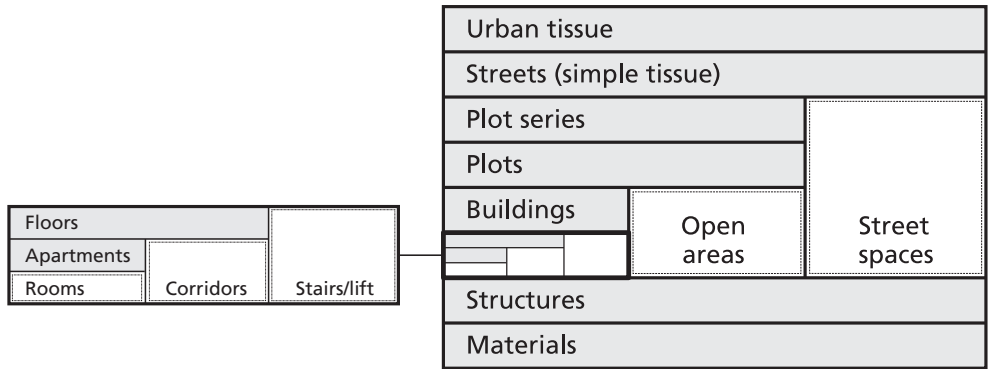 Urban tissue
Streets (simple tissue)
Plot series
Plots
Buildings
Open
areas
Street
spaces
Floors
Apartments
Rooms
Corridors
Stairs/lift
Structures
Materials